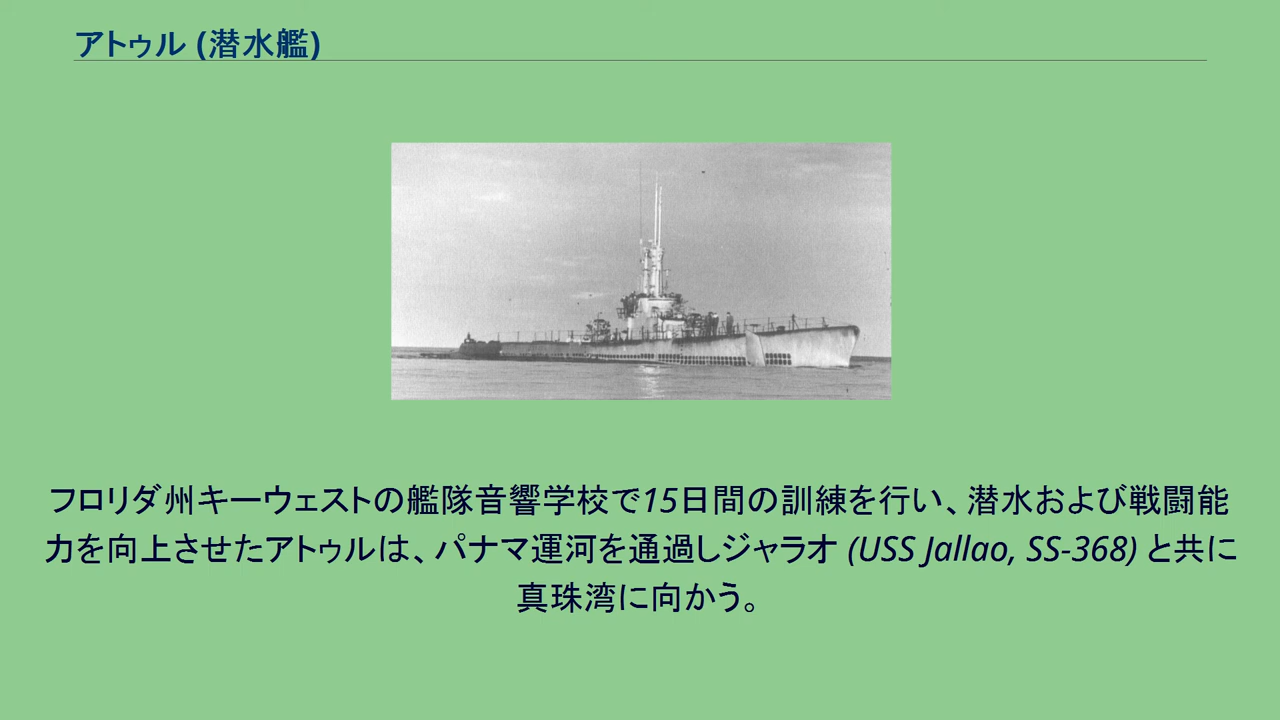 アトゥル (潜水艦)
フロリダ州キーウェストの艦隊音響学校で15日間の訓練を行い、潜水および戦闘能
力を向上させたアトゥルは、パナマ運河を通過しジャラオ (USS Jallao, SS-368) と共に
真珠湾に向かう。